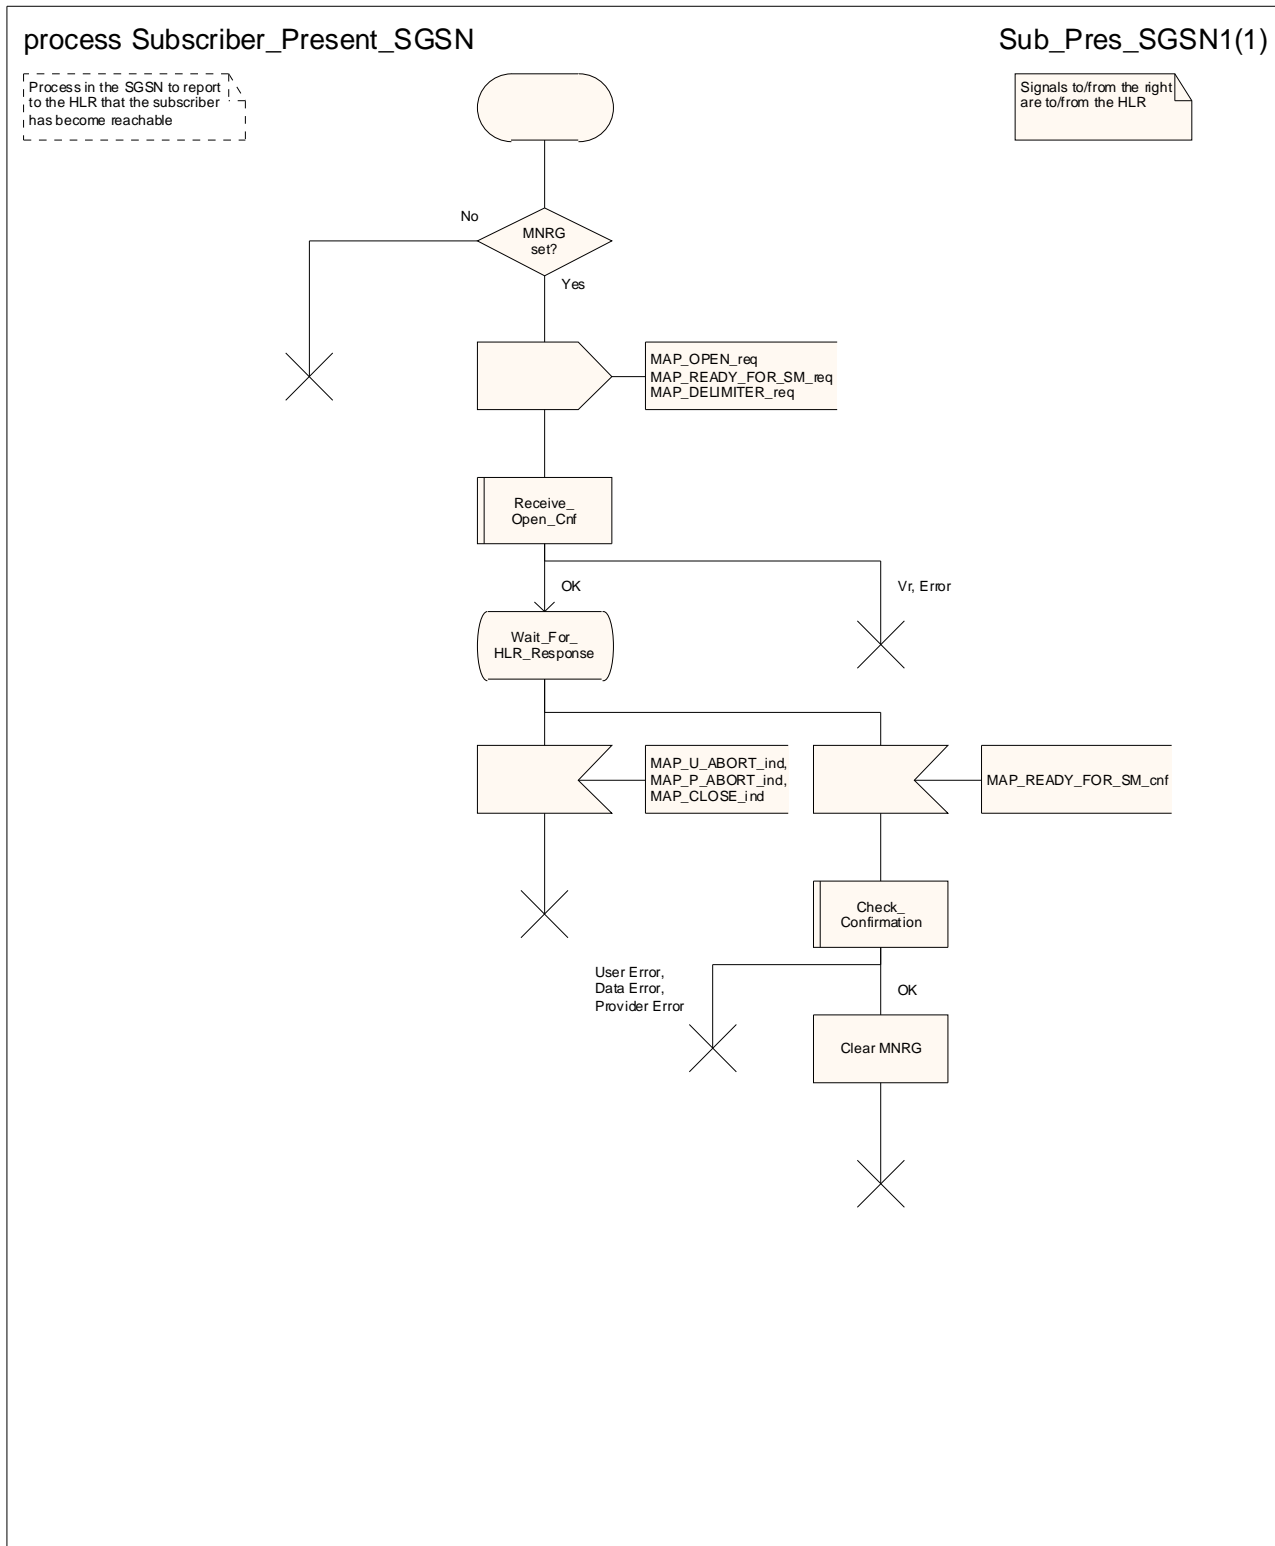 process Subscriber_Present_SGSN
Sub_Pres_SGSN1(1)
Process in the SGSN to report
to the HLR that the subscriber
has become reachable
Signals to/from the right
are to/from the HLR
No
MNRG
set?
Yes
MAP_OPEN_req
MAP_READY_FOR_SM_req
MAP_DELIMITER_req
Receive_
Open_Cnf
OK
Vr, Error
Wait_For_
HLR_Response
MAP_U_ABORT_ind,
MAP_P_ABORT_ind,
MAP_CLOSE_ind
MAP_READY_FOR_SM_cnf
Check_
Confirmation
User Error,
Data Error,
Provider Error
OK
Clear MNRG